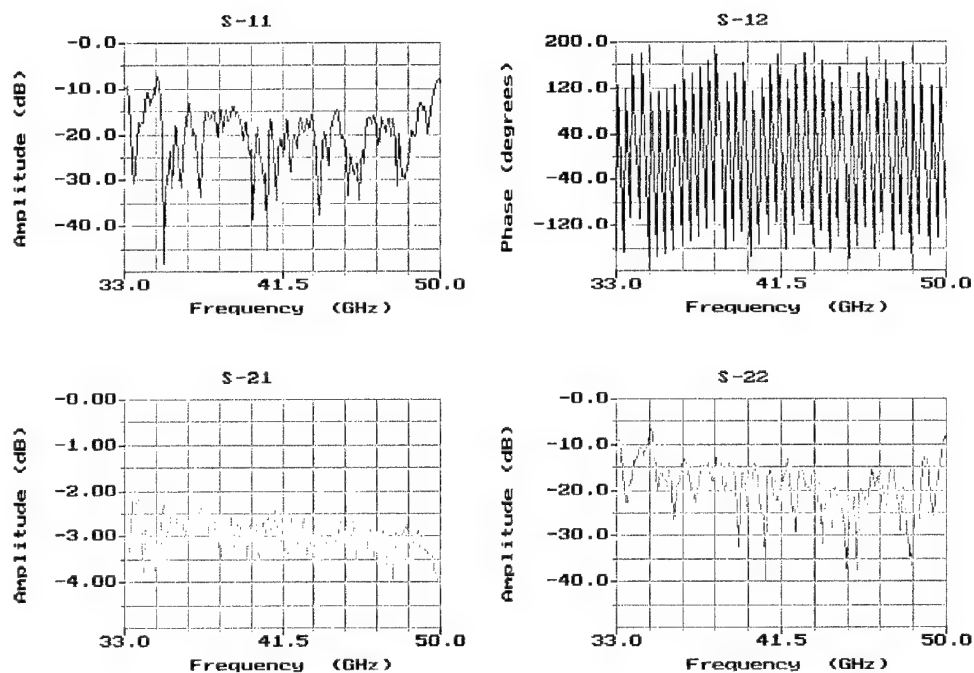 S-11
Amplitude (dB)
-0.0
-10.0
-20.0
-30.0
-40.0
33.0
41.5
50.0
Frequency (GHz)
S-12
Phase (degrees)
200.0
120.0
40.0
-40.0
-120.0
33.0
41.5
50.0
Frequency (GHz)
S-21
Amplitude (dB)
-0.00
-1.00
-2.00
-3.00
-4.00
33.0
41.5
50.0
Frequency (GHz)
S-22
Amplitude (dB)
-0.0
-10.0
-20.0
-30.0
-40.0
33.0
41.5
50.0
Frequency (GHz)